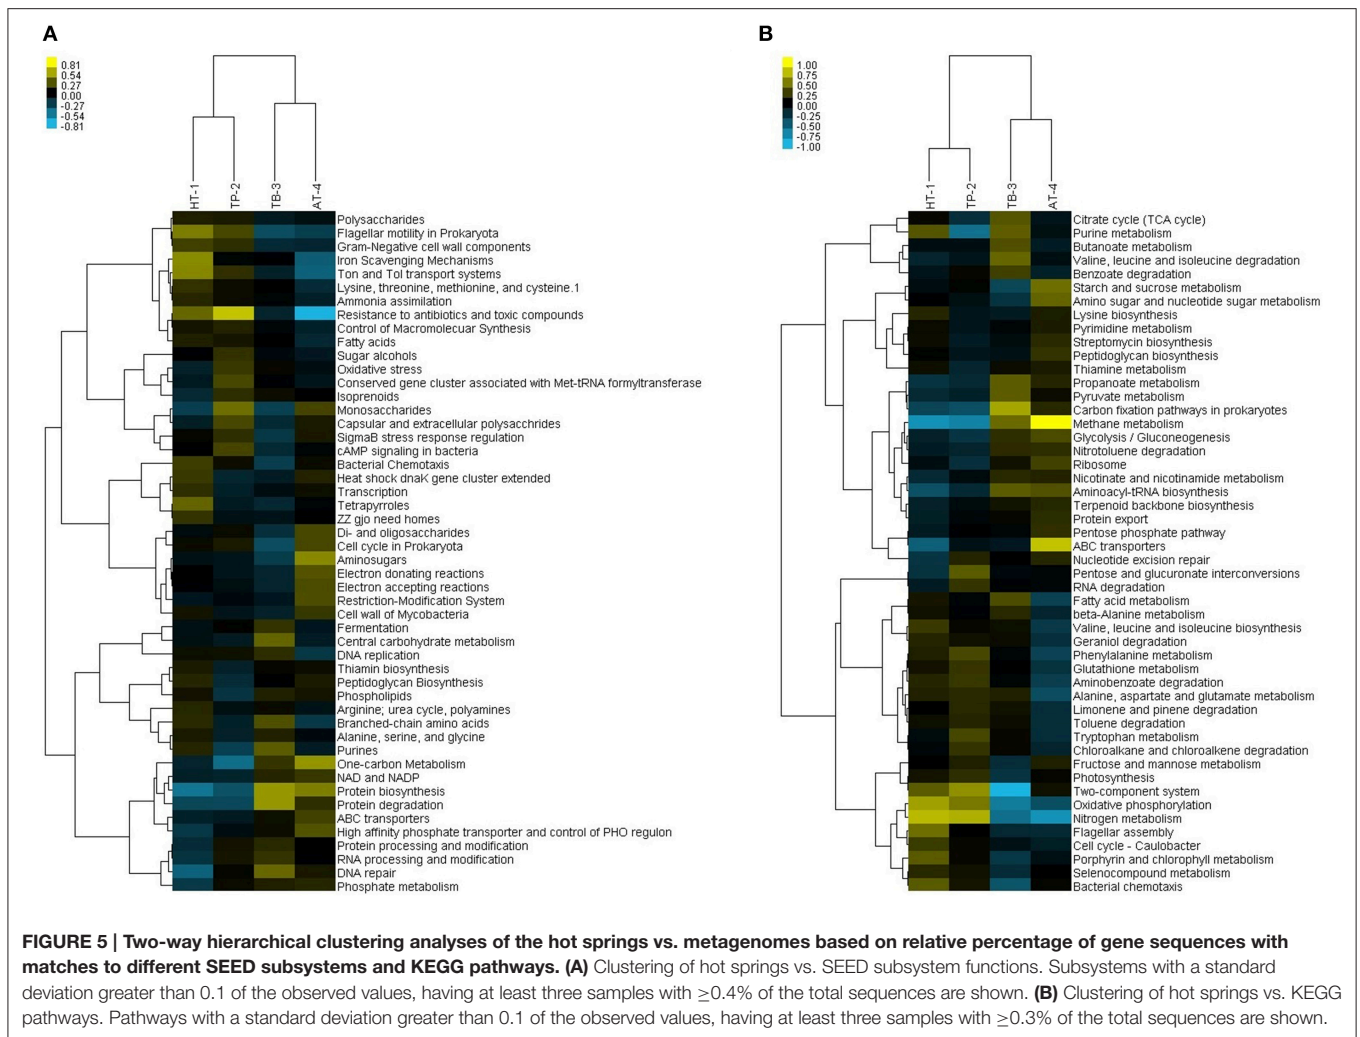 A
0.81
0.54
0.27
0.00
-0.27
-0.54
-0.81
HT-1
TP-2
TB-3
AT-4
Polysaccharides
Flagellar motility in Prokaryota
Gram-Negative cell wall components
Iron Scavenging Mechanisms
Ton and Tol transport systems
Lysine, threonine, methionine, and cysteine.1
Ammonia assimilation
Resistance to antibiotics and toxic compounds
Control of Macromolecuar Synthesis
Fatty acids
Sugar alcohols
Oxidative stress
Conserved gene cluster associated with Met-tRNA formyltransferase
Isoprenoids
Monosaccharides
Capsular and extracellular polysacchrides
SigmaB stress response regulation
cAMP signaling in bacteria
Bacterial Chemotaxis
Heat shock dnaK gene cluster extended
Transcription
Tetrapyrroles
ZZ gjo need homes
Di- and oligosaccharides
Cell cycle in Prokaryota
Aminosugars
Electron donating reactions
Electron accepting reactions
Restriction-Modification System
Cell wall of Mycobacteria
Fermentation
Central carbohydrate metabolism
DNA replication
Thiamin biosynthesis
Peptidoglycan Biosynthesis
Phospholipids
Arginine; urea cycle, polyamines
Branched-chain amino acids
Alanine, serine, and glycine
Purines
One-carbon Metabolism
NAD and NADP
Protein biosynthesis
Protein degradation
ABC transporters
High affinity phosphate transporter and control of PHO regulon
Protein processing and modification
RNA processing and modification
DNA repair
Phosphate metabolism
B
1.00
0.75
0.50
0.25
0.00
-0.25
-0.50
-0.75
-1.00
HT-1
TP-2
TB-3
AT-4
Citrate cycle (TCA cycle)
Purine metabolism
Butanoate metabolism
Valine, leucine and isoleucine degradation
Benzoate degradation
Starch and sucrose metabolism
Amino sugar and nucleotide sugar metabolism
Lysine biosynthesis
Pyrimidine metabolism
Streptomycin biosynthesis
Peptidoglycan biosynthesis
Thiamine metabolism
Propanoate metabolism
Pyruvate metabolism
Carbon fixation pathways in prokaryotes
Methane metabolism
Glycolysis / Gluconeogenesis
Nitrotoluene degradation
Ribosome
Nicotinate and nicotinamide metabolism
Aminoacyl-tRNA biosynthesis
Terpenoid backbone biosynthesis
Protein export
Pentose phosphate pathway
ABC transporters
Nucleotide excision repair
Pentose and glucuronate interconversions
RNA degradation
Fatty acid metabolism
beta-Alanine metabolism
Valine, leucine and isoleucine biosynthesis
Geraniol degradation
Phenylalanine metabolism
Glutathione metabolism
Aminobenzoate degradation
Alanine, aspartate and glutamate metabolism
Limonene and pinene degradation
Toluene degradation
Tryptophan metabolism
Chloroalkane and chloroalkene degradation
Fructose and mannose metabolism
Photosynthesis
Two-component system
Oxidative phosphorylation
Nitrogen metabolism
Flagellar assembly
Cell cycle - Caulobacter
Porphyrin and chlorophyll metabolism
Selenocompound metabolism
Bacterial chemotaxis
FIGURE 5 | Two-way hierarchical clustering analyses of the hot springs vs. metagenomes based on relative percentage of gene sequences with
matches to different SEED subsystems and KEGG pathways. (A) Clustering of hot springs vs. SEED subsystem functions. Subsystems with a standard
deviation greater than 0.1 of the observed values, having at least three samples with ≥0.4% of the total sequences are shown. (B) Clustering of hot springs vs. KEGG
pathways. Pathways with a standard deviation greater than 0.1 of the observed values, having at least three samples with ≥0.3% of the total sequences are shown.